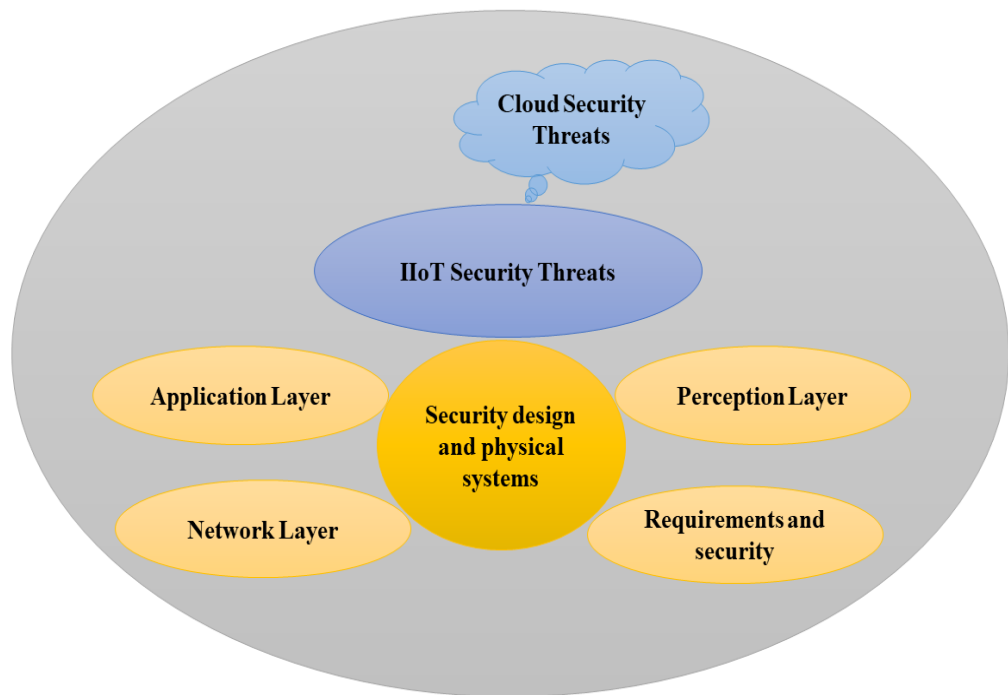 Cloud Security
Threats
IIoT Security Threats
Application Layer
Perception Layer
Security design
and physical
systems
Network Layer
Requirements and
security